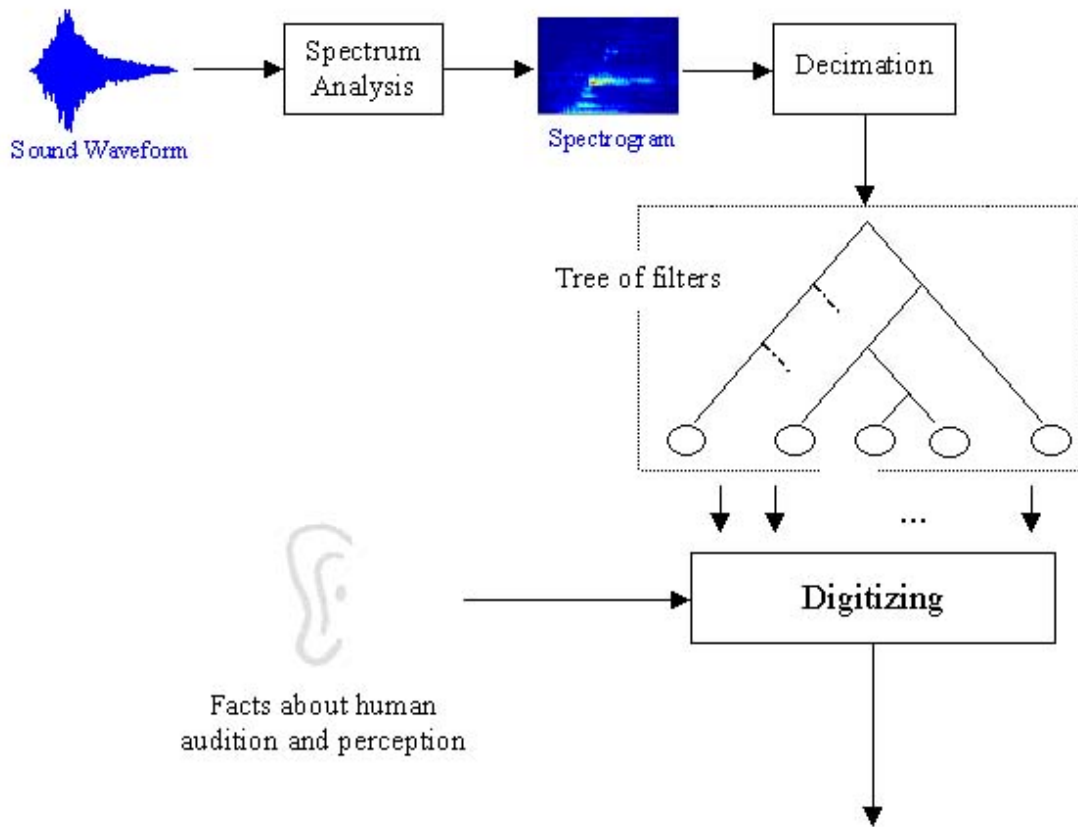 Spectrum
Analysis
Decimation
Sound Waveform
Spectrogram
Tree of filters
...
Digitizing
Facts about human
audition and perception